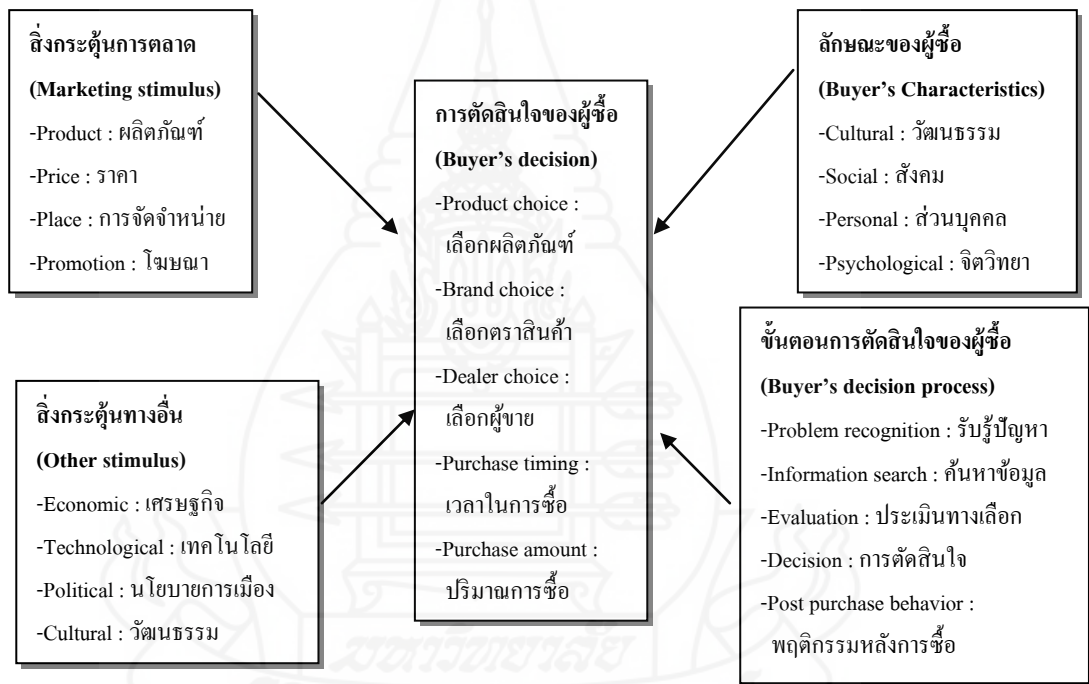 สิ่งกระตุ้นการตลาด
(Marketing stimulus)
-Product : ผลิตภัณฑ์
-Price : ราคา
-Place : การจัดจำหน่าย
-Promotion : โฆษณา
สิ่งกระตุ้นทางอื่น
(Other stimulus)
-Economic : เศรษฐกิจ
-Technological : เทคโนโลยี
-Political : นโยบายการเมือง
-Cultural : วัฒนธรรม
การตัดสินใจของผู้ซื้อ
(Buyer’s decision)
-Product choice :
เลือกผลิตภัณฑ์
-Brand choice :
เลือกตราสินค้า
-Dealer choice :
เลือกผู้ขาย
-Purchase timing :
เวลาในการซื้อ
-Purchase amount :
ปริมาณการซื้อ
ลักษณะของผู้ซื้อ
(Buyer’s Characteristics)
-Cultural : วัฒนธรรม
-Social : สังคม
-Personal : ส่วนบุคคล
-Psychological : จิตวิทยา
ขั้นตอนการตัดสินใจของผู้ซื้อ
(Buyer’s decision process)
-Problem recognition : รับรู้ปัญหา
-Information search : ค้นหาข้อมูล
-Evaluation : ประเมินทางเลือก
-Decision : การตัดสินใจ
-Post purchase behavior :
พฤติกรรมหลังการซื้อ
มหาวิทยาลัย